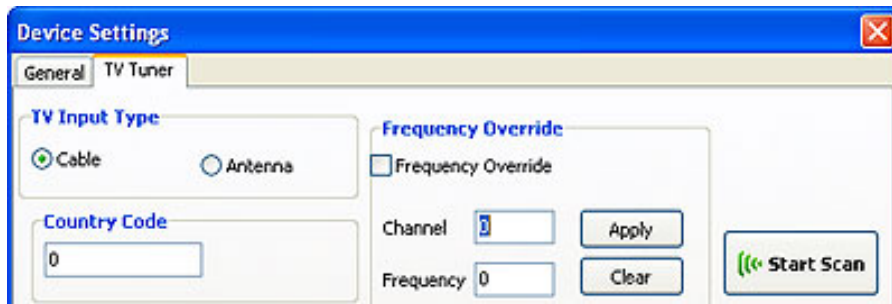 Device Settings
General
TV Tuner
TV Input Type
Cable
Antenna
Country Code
0
Frequency Override
Frequency Override
Channel
0
Apply
Frequency
0
Clear
Start Scan